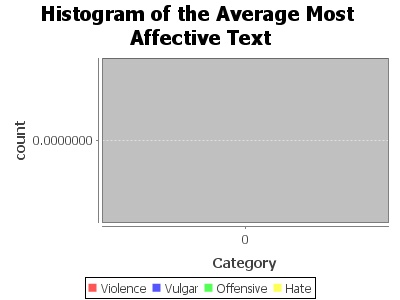 Histogram of the Average Most
Affective Text
count
0.0000000
0
Category
Violence Vulgar Offensive Hate